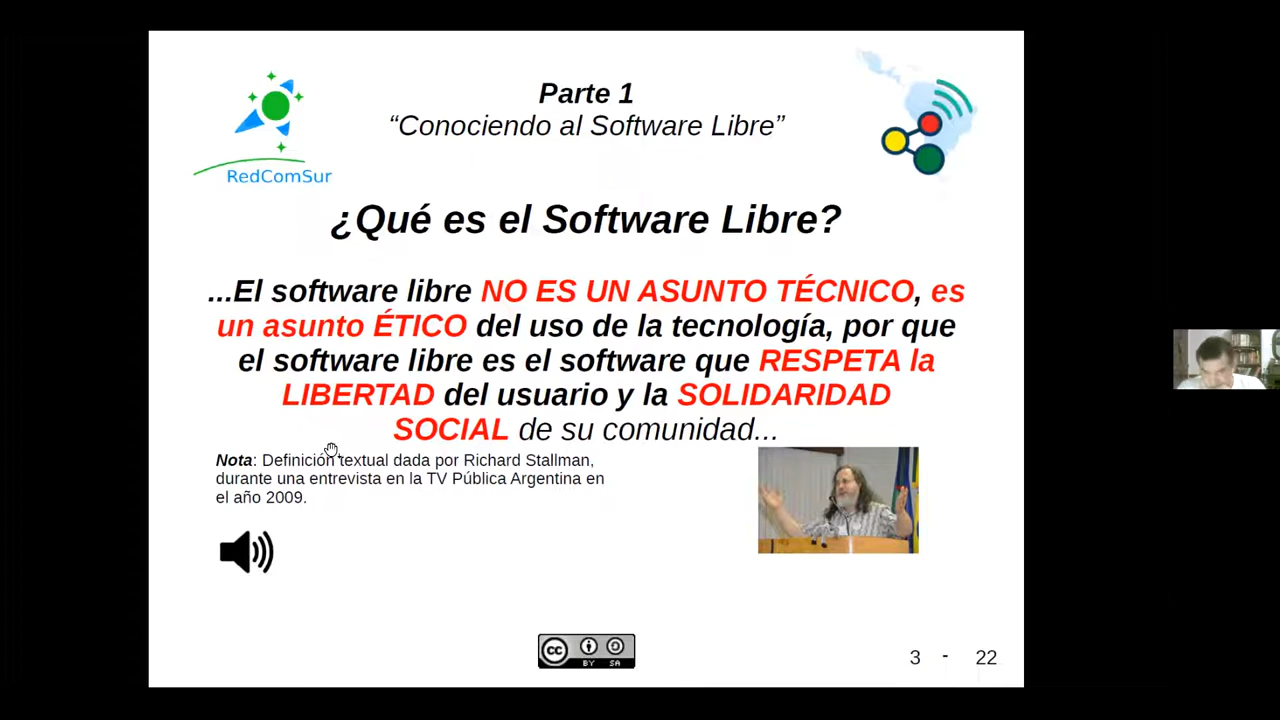 Parte 1
“Conociendo al Software Libre”
RedComSur
¿Qué es el Software Libre?
...El software libre NO ES UN ASUNTO TÉCNICO, es
un asunto ÉTICO del uso de la tecnología, por que
el software libre es el software que RESPETA la
LIBERTAD del usuario y la SOLIDARIDAD
SOCIAL de su comunidad...
Nota: Definición textual dada por Richard Stallman,
durante una entrevista en la TV Pública Argentina en
el año 2009.
cc BY SA
3 - 22